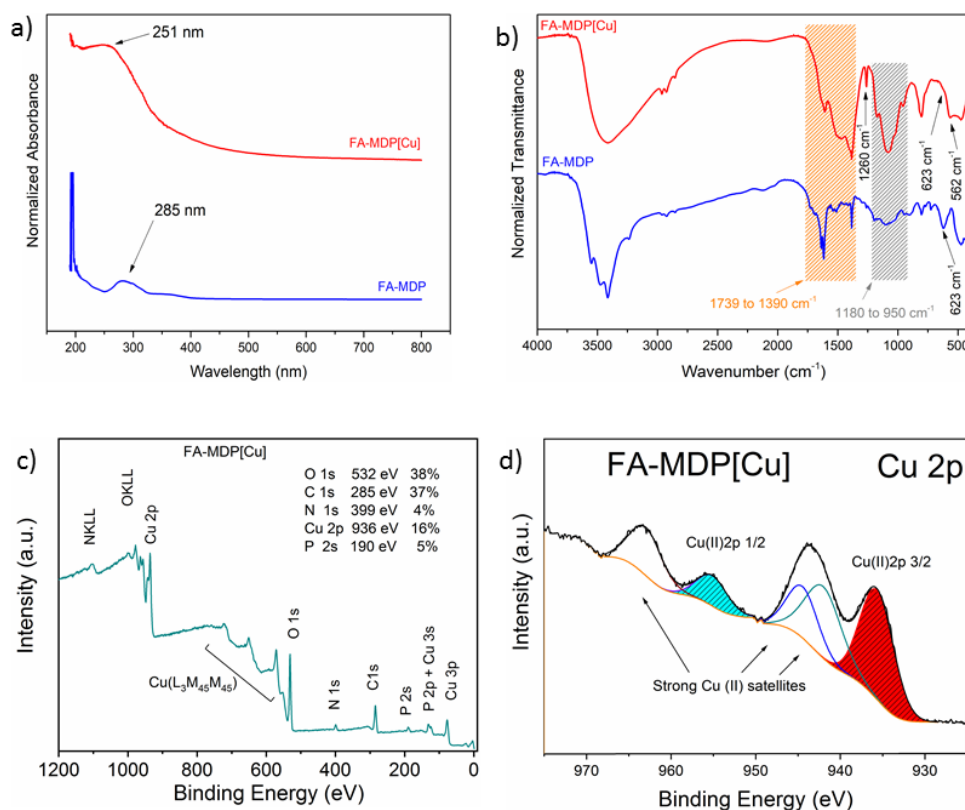 a)
251 nm
FA-MDP[Cu]
285 nm
FA-MDP
Normalized Absorbance
200 300 400 500 600 700 800
Wavelength (nm)
b)
FA-MDP[Cu]
FA-MDP
1260 cm-1
623 cm-1
562 cm-1
1739 to 1390 cm-1
1180 to 950 cm-1
623 cm-1
Normalized Transmittance
4000 3500 3000 2500 2000 1500 1000 500
Wavenumber (cm-1)
c)
FA-MDP[Cu]
O 1s 532 eV 38%
C 1s 285 eV 37%
N 1s 399 eV 4%
Cu 2p 936 eV 16%
P 2s 190 eV 5%
NKLL
OKLL
Cu 2p
Cu(L3M45M45)
O 1s
N 1s
C1s
P 2s
P 2p + Cu 3s
Cu 3p
Intensity (a.u.)
1200 1000 800 600 400 200 0
Binding Energy (eV)
d)
FA-MDP[Cu]
Cu 2p
Cu(II)2p 1/2
Cu(II)2p 3/2
Strong Cu (II) satellites
Intensity (a.u.)
970 960 950 940 930
Binding Energy (eV)